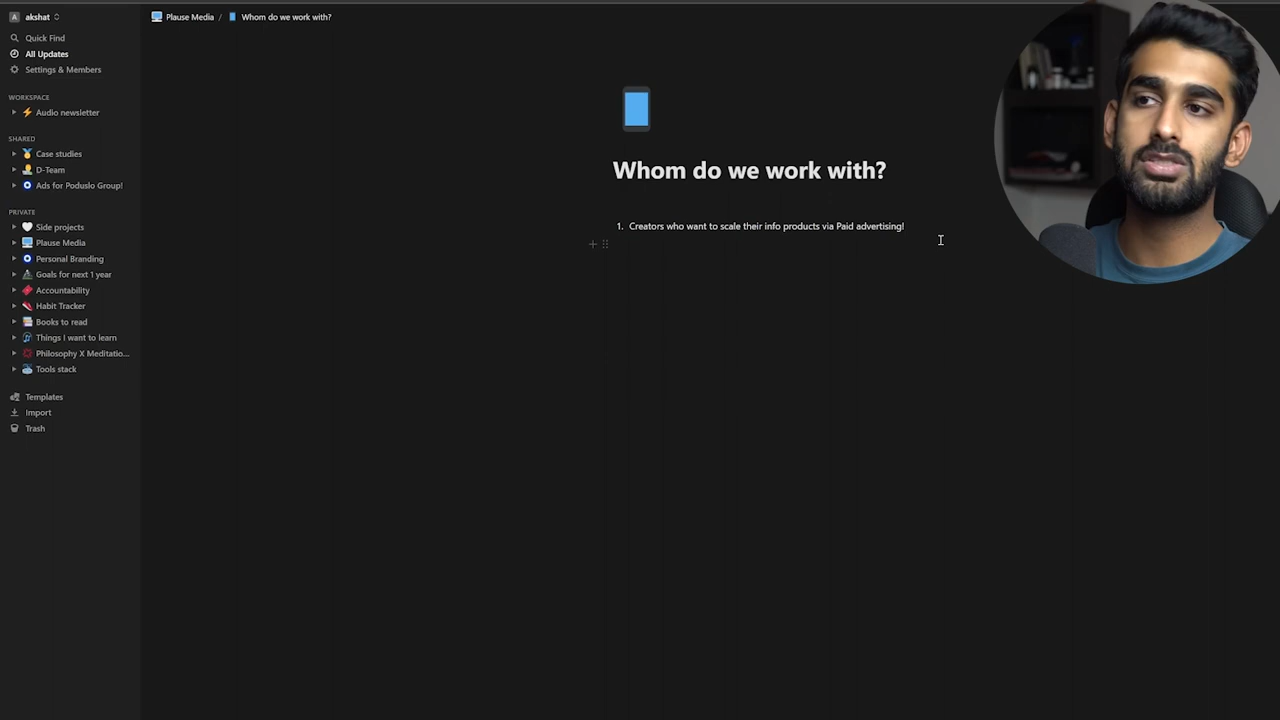 A akshat
Plause Media / Whom do we work with?
Quick Find
All Updates
Settings & Members
WORKSPACE
Audio newsletter
SHARED
Case studies
D-Team
Ads for Poduslo Group!
PRIVATE
Side projects
Plause Media
Personal Branding
Goals for next 1 year
Accountability
Habit Tracker
Books to read
Things I want to learn
Philosophy X Meditatio...
Tools stack
Templates
Import
Trash
Whom do we work with?
1. Creators who want to scale their info products via Paid advertising!